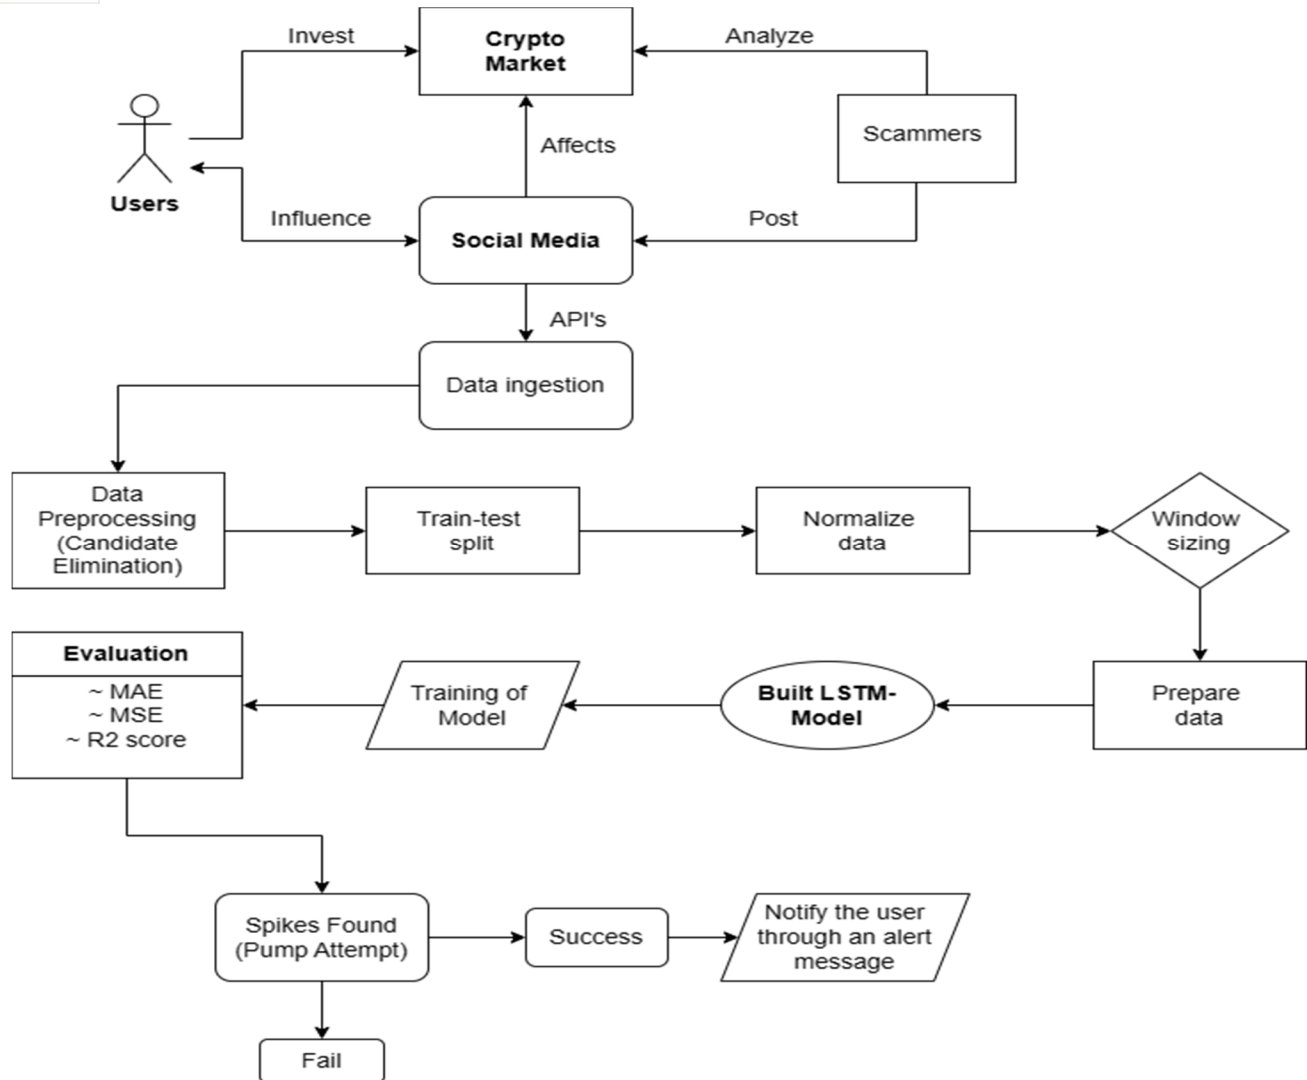 Invest
Crypto
Market
Analyze
Scammers
Affects
Users
Influence
Social Media
Post
API's
Data ingestion
Data
Preprocessing
(Candidate
Elimination)
Train-test
split
Normalize
data
Window
sizing
Evaluation
~ MAE
~ MSE
~ R2 score
Training of
Model
Built LSTM-
Model
Prepare
data
Spikes Found
(Pump Attempt)
Success
Notify the user
through an alert
message
Fail